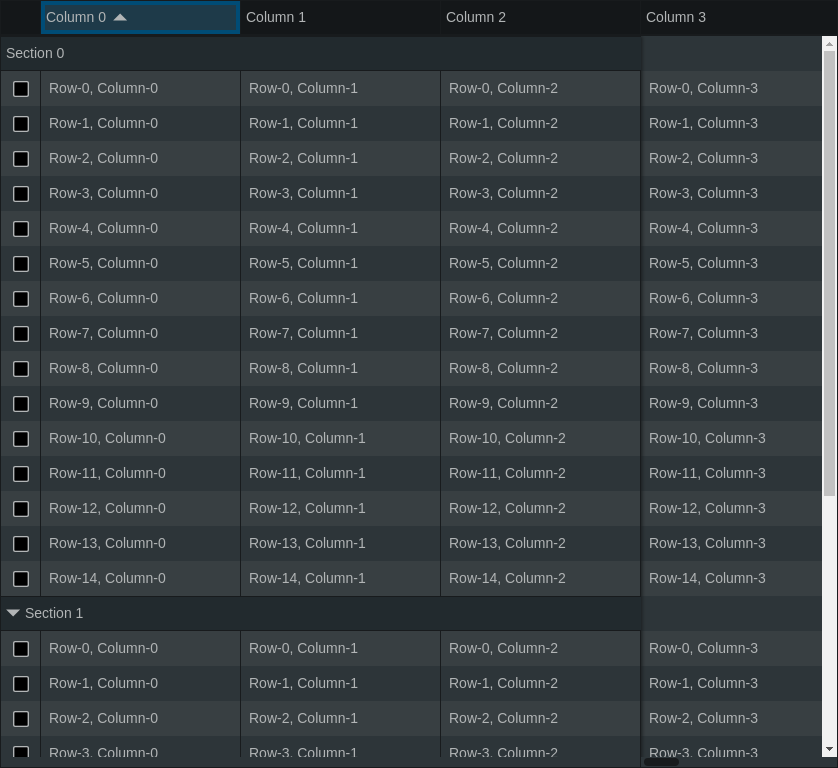 Column 0 Column 1 Column 2 Column 3
Section 0
Row-0, Column-0 Row-0, Column-1 Row-0, Column-2 Row-0, Column-3
Row-1, Column-0 Row-1, Column-1 Row-1, Column-2 Row-1, Column-3
Row-2, Column-0 Row-2, Column-1 Row-2, Column-2 Row-2, Column-3
Row-3, Column-0 Row-3, Column-1 Row-3, Column-2 Row-3, Column-3
Row-4, Column-0 Row-4, Column-1 Row-4, Column-2 Row-4, Column-3
Row-5, Column-0 Row-5, Column-1 Row-5, Column-2 Row-5, Column-3
Row-6, Column-0 Row-6, Column-1 Row-6, Column-2 Row-6, Column-3
Row-7, Column-0 Row-7, Column-1 Row-7, Column-2 Row-7, Column-3
Row-8, Column-0 Row-8, Column-1 Row-8, Column-2 Row-8, Column-3
Row-9, Column-0 Row-9, Column-1 Row-9, Column-2 Row-9, Column-3
Row-10, Column-0 Row-10, Column-1 Row-10, Column-2 Row-10, Column-3
Row-11, Column-0 Row-11, Column-1 Row-11, Column-2 Row-11, Column-3
Row-12, Column-0 Row-12, Column-1 Row-12, Column-2 Row-12, Column-3
Row-13, Column-0 Row-13, Column-1 Row-13, Column-2 Row-13, Column-3
Row-14, Column-0 Row-14, Column-1 Row-14, Column-2 Row-14, Column-3
Section 1
Row-0, Column-0 Row-0, Column-1 Row-0, Column-2 Row-0, Column-3
Row-1, Column-0 Row-1, Column-1 Row-1, Column-2 Row-1, Column-3
Row-2, Column-0 Row-2, Column-1 Row-2, Column-2 Row-2, Column-3
Row-3, Column-0 Row-3, Column-1 Row-3, Column-2 Row-3, Column-3